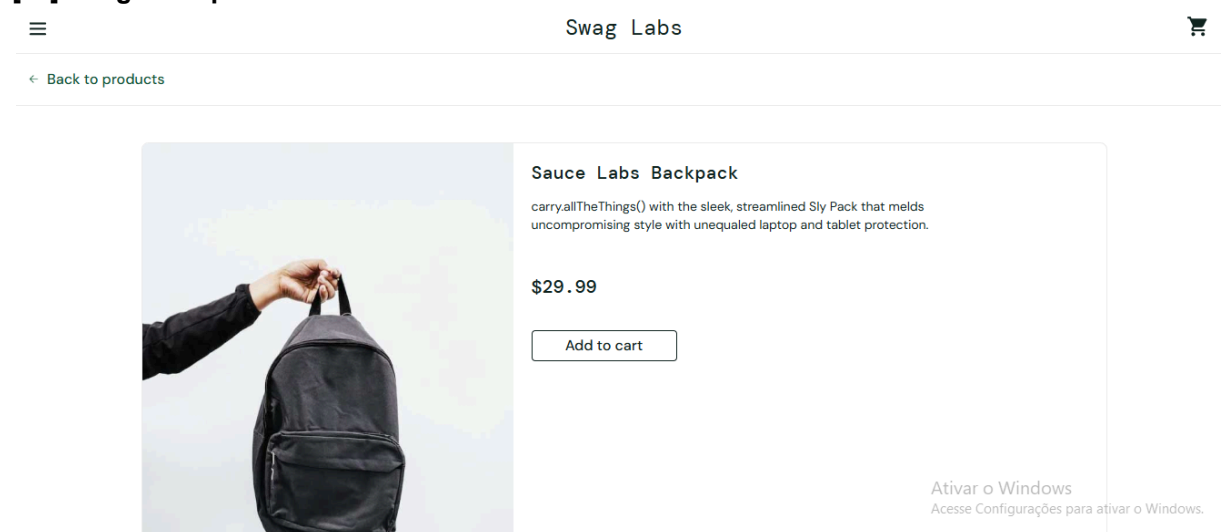 Swag Labs
← Back to products
Sauce Labs Backpack
carry.allTheThings() with the sleek, streamlined Sly Pack that melds
uncompromising style with unequaled laptop and tablet protection.
$29.99
Add to cart
Ativar o Windows
Acesse Configurações para ativar o Windows.